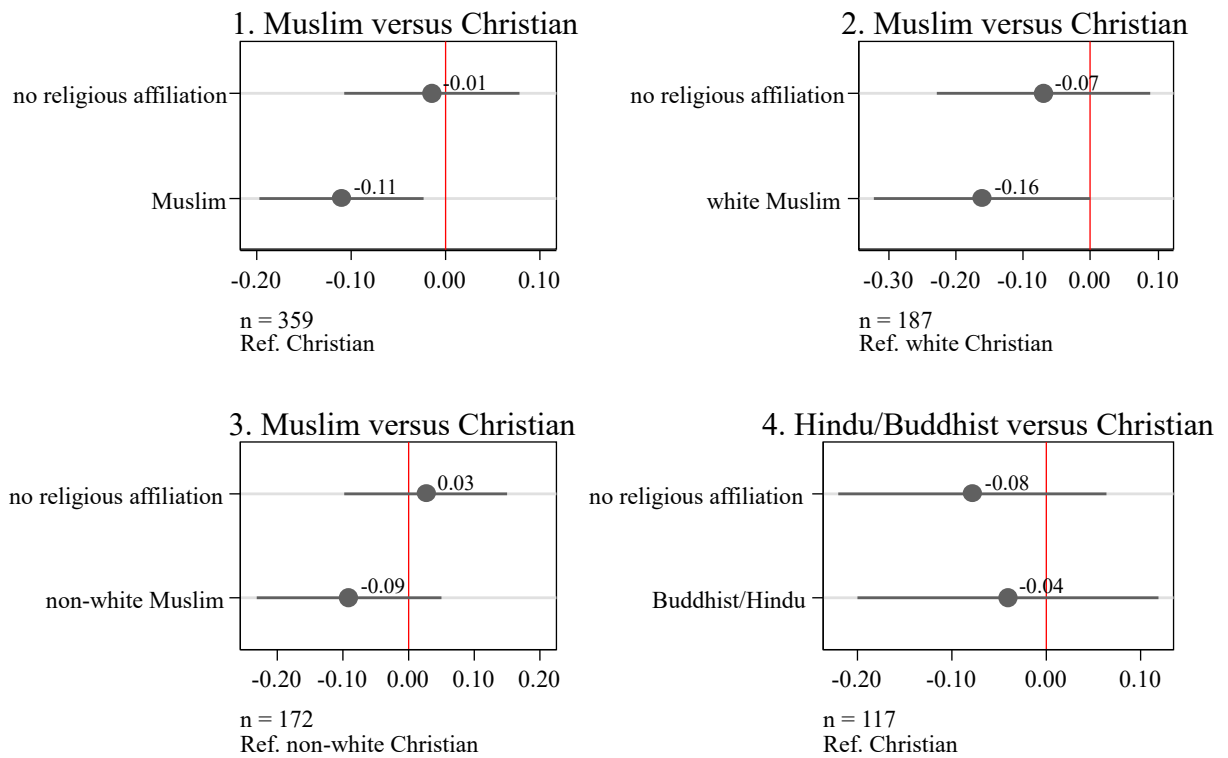 1. Muslim versus Christian
no religious affiliation
-0.01
Muslim
-0.11
-0.20 -0.10 0.00 0.10
n = 359
Ref. Christian
2. Muslim versus Christian
no religious affiliation
-0.07
white Muslim
-0.16
-0.30 -0.20 -0.10 0.00 0.10
n = 187
Ref. white Christian
3. Muslim versus Christian
no religious affiliation
0.03
non-white Muslim
-0.09
-0.20 -0.10 0.00 0.10 0.20
n = 172
Ref. non-white Christian
4. Hindu/Buddhist versus Christian
no religious affiliation
-0.08
Buddhist/Hindu
-0.04
-0.20 -0.10 0.00 0.10
n = 117
Ref. Christian